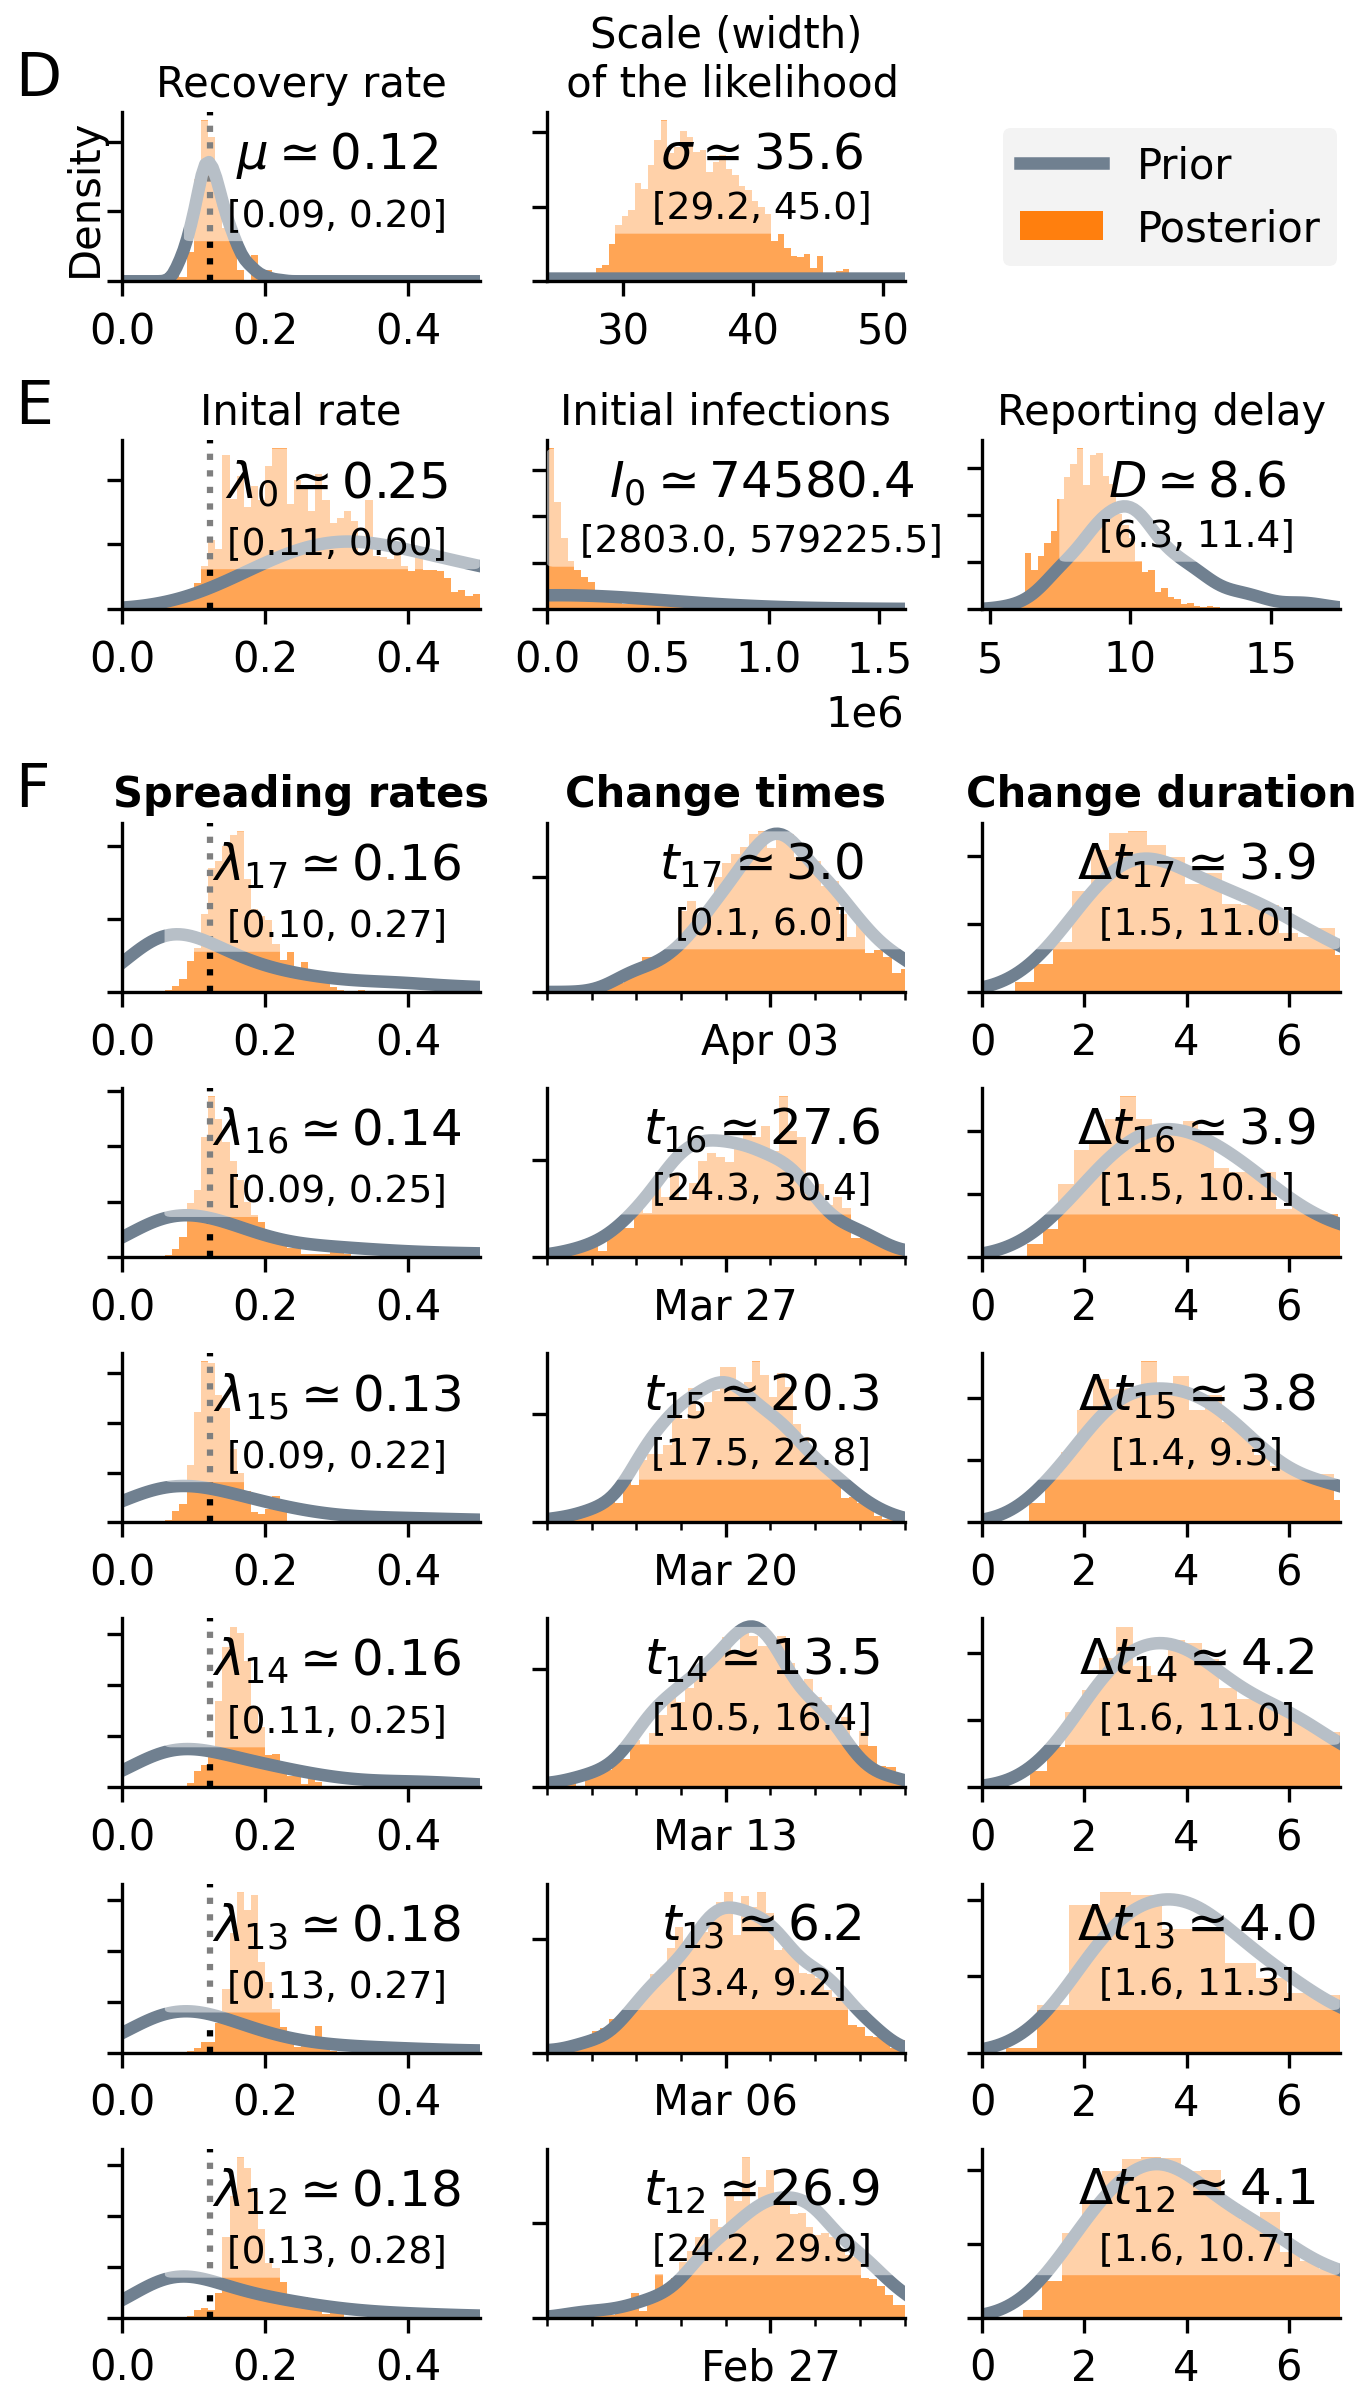 D
Recovery rate
Scale (width)
of the likelihood
Density
μ ≃ 0.12
[0.09, 0.20]
σ ≃ 35.6
[29.2, 45.0]
Prior
Posterior
0.0 0.2 0.4
30 40 50
E
Inital rate
Initial infections
Reporting delay
λ₀ ≃ 0.25
[0.11, 0.60]
I₀ ≃ 74580.4
[2803.0, 579225.5]
D ≃ 8.6
[6.3, 11.4]
0.0 0.2 0.4
0.0 0.5 1.0 1.5
1e6
5 10 15
F
Spreading rates
Change times
Change duration
λ₁₇ ≃ 0.16
[0.10, 0.27]
t₁₇ ≃ 3.0
[0.1, 6.0]
Δt₁₇ ≃ 3.9
[1.5, 11.0]
0.0 0.2 0.4
Apr 03
0 2 4 6
λ₁₆ ≃ 0.14
[0.09, 0.25]
t₁₆ ≃ 27.6
[24.3, 30.4]
Δt₁₆ ≃ 3.9
[1.5, 10.1]
0.0 0.2 0.4
Mar 27
0 2 4 6
λ₁₅ ≃ 0.13
[0.09, 0.22]
t₁₅ ≃ 20.3
[17.5, 22.8]
Δt₁₅ ≃ 3.8
[1.4, 9.3]
0.0 0.2 0.4
Mar 20
0 2 4 6
λ₁₄ ≃ 0.16
[0.11, 0.25]
t₁₄ ≃ 13.5
[10.5, 16.4]
Δt₁₄ ≃ 4.2
[1.6, 11.0]
0.0 0.2 0.4
Mar 13
0 2 4 6
λ₁₃ ≃ 0.18
[0.13, 0.27]
t₁₃ ≃ 6.2
[3.4, 9.2]
Δt₁₃ ≃ 4.0
[1.6, 11.3]
0.0 0.2 0.4
Mar 06
0 2 4 6
λ₁₂ ≃ 0.18
[0.13, 0.28]
t₁₂ ≃ 26.9
[24.2, 29.9]
Δt₁₂ ≃ 4.1
[1.6, 10.7]
0.0 0.2 0.4
Feb 27
0 2 4 6